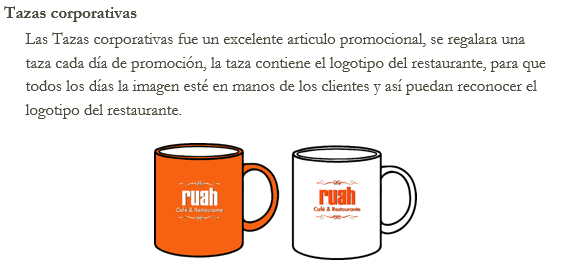 Tazas corporativas
Las Tazas corporativas fue un excelente articulo promocional, se regalara una
taza cada día de promoción, la taza contiene el logotipo del restaurante, para que
todos los días la imagen esté en manos de los clientes y así puedan reconocer el
logotipo del restaurante.
ruah
Café & Restaurante
ruah
Café & Restaurante